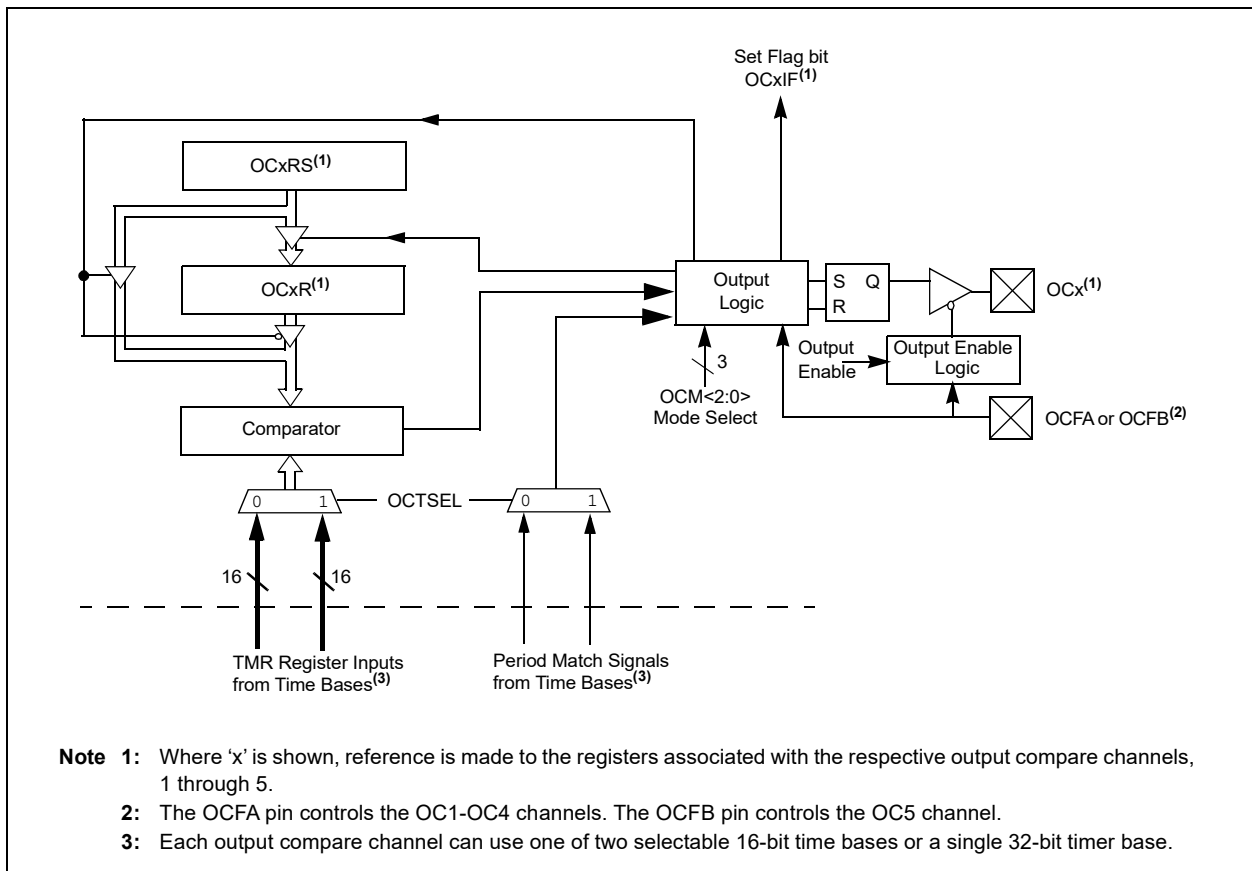 Set Flag bit
OCxIF(1)
OCxRS(1)
OCxR(1)
Output
Logic
S Q
R
OCx(1)
Output
Enable
Output Enable
Logic
3
OCM<2:0>
Mode Select
OCFA or OCFB(2)
Comparator
0 1
OCTSEL
0 1
16
16
TMR Register Inputs
from Time Bases(3)
Period Match Signals
from Time Bases(3)
Note 1: Where ‘x’ is shown, reference is made to the registers associated with the respective output compare channels,
1 through 5.
2: The OCFA pin controls the OC1-OC4 channels. The OCFB pin controls the OC5 channel.
3: Each output compare channel can use one of two selectable 16-bit time bases or a single 32-bit timer base.